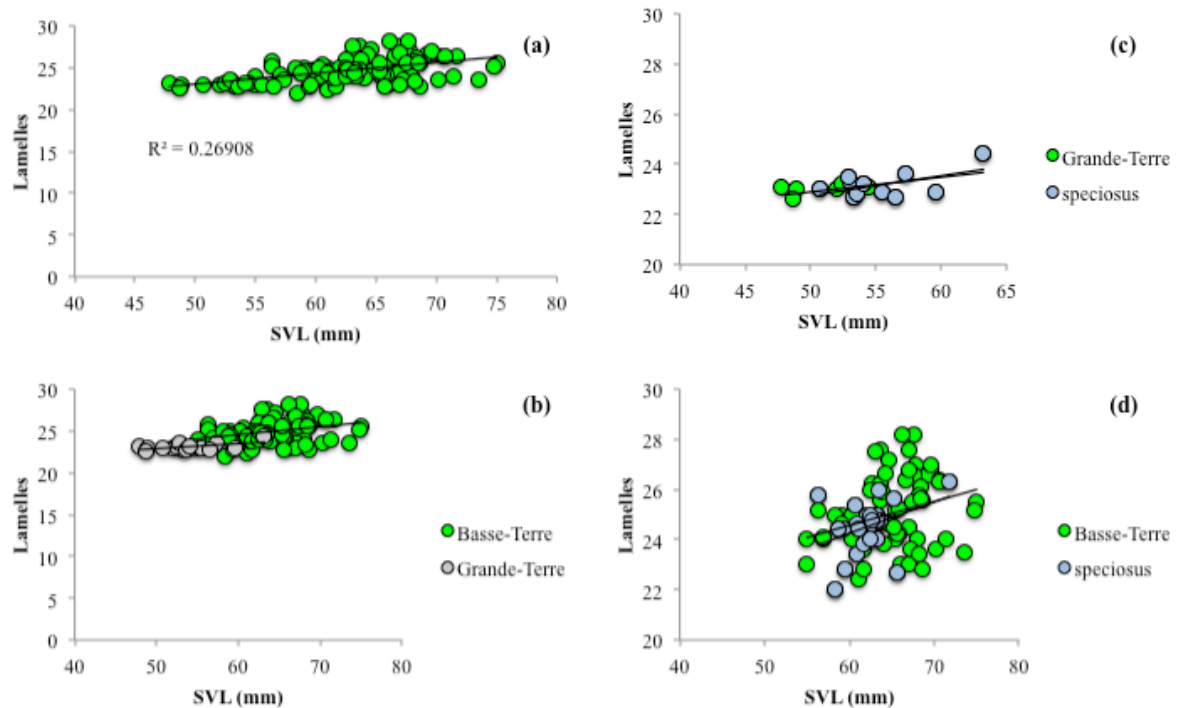 (a)
Lamelles
30
25
20
15
10
5
0
R² = 0.26908
40 45 50 55 60 65 70 75 80
SVL (mm)
(c)
Lamelles
30
28
26
24
22
20
Grande-Terre
speciosus
40 45 50 55 60 65
SVL (mm)
(b)
Lamelles
30
25
20
15
10
5
0
Basse-Terre
Grande-Terre
40 50 60 70 80
SVL (mm)
(d)
Lamelles
30
28
26
24
22
20
Basse-Terre
speciosus
40 50 60 70 80
SVL (mm)